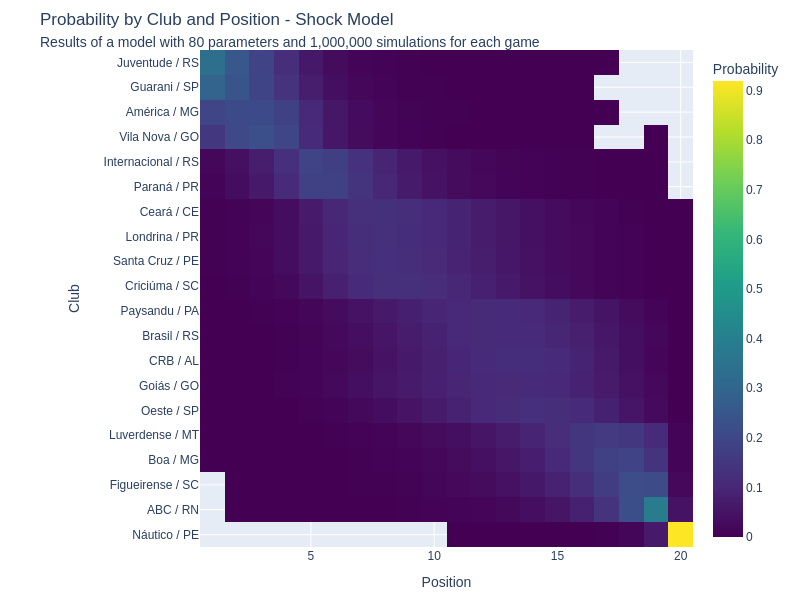 Probability by Club and Position - Shock Model
Results of a model with 80 parameters and 1,000,000 simulations for each game
Probability
Juventude / RS
Guarani / SP
América / MG
Vila Nova / GO
Internacional / RS
Paraná / PR
Ceará / CE
Londrina / PR
Santa Cruz / PE
Criciúma / SC
Paysandu / PA
Brasil / RS
CRB / AL
Goiás / GO
Oeste / SP
Luverdense / MT
Boa / MG
Figueirense / SC
ABC / RN
Náutico / PE
Club
5
10
15
20
Position
0.9
0.8
0.7
0.6
0.5
0.4
0.3
0.2
0.1
0